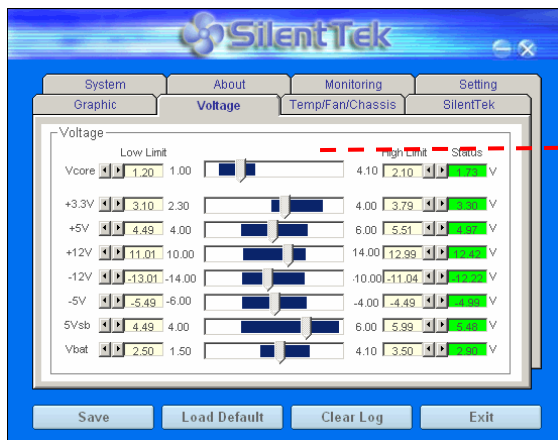 SilentTek
System About Monitoring Setting
Graphic Voltage Temp/Fan/Chassis SilentTek
Voltage
Low Limit High Limit Status
Vcore 1.20 1.00 4.10 2.10 1.73 V
+3.3V 3.10 2.30 4.00 3.79 3.30 V
+5V 4.49 4.00 6.00 5.51 4.97 V
+12V 11.01 10.00 14.00 12.99 12.42 V
-12V -13.01 -14.00 -10.00 -11.04 -12.22 V
-5V -5.49 -6.00 -4.00 -4.49 -4.99 V
5Vsb 4.49 4.00 6.00 5.99 5.48 V
Vbat 2.50 1.50 4.10 3.50 2.90 V
Save Load Default Clear Log Exit